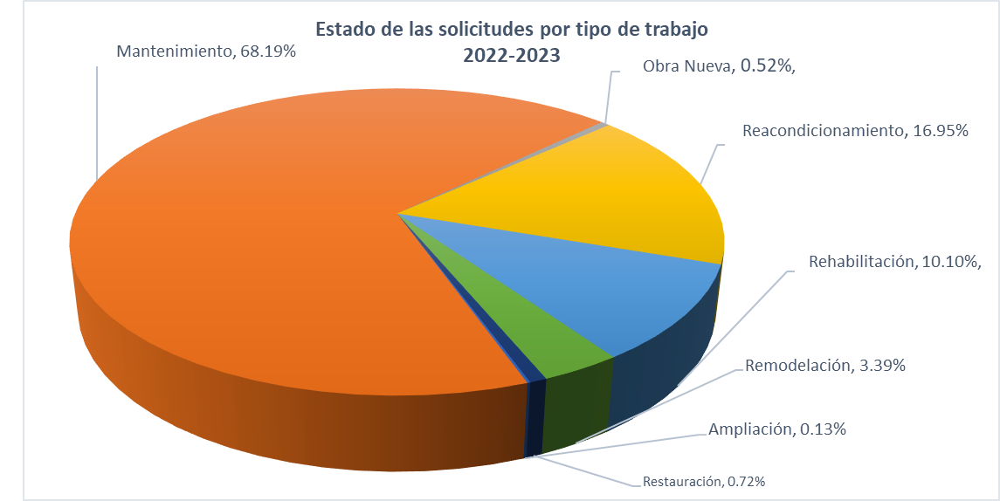 Estado de las solicitudes por tipo de trabajo
2022-2023
Mantenimiento, 68.19%
Obra Nueva, 0.52%,
Reacondicionamiento, 16.95%
Rehabilitación, 10.10%,
Remodelación, 3.39%
Ampliación, 0.13%
Restauración, 0.72%